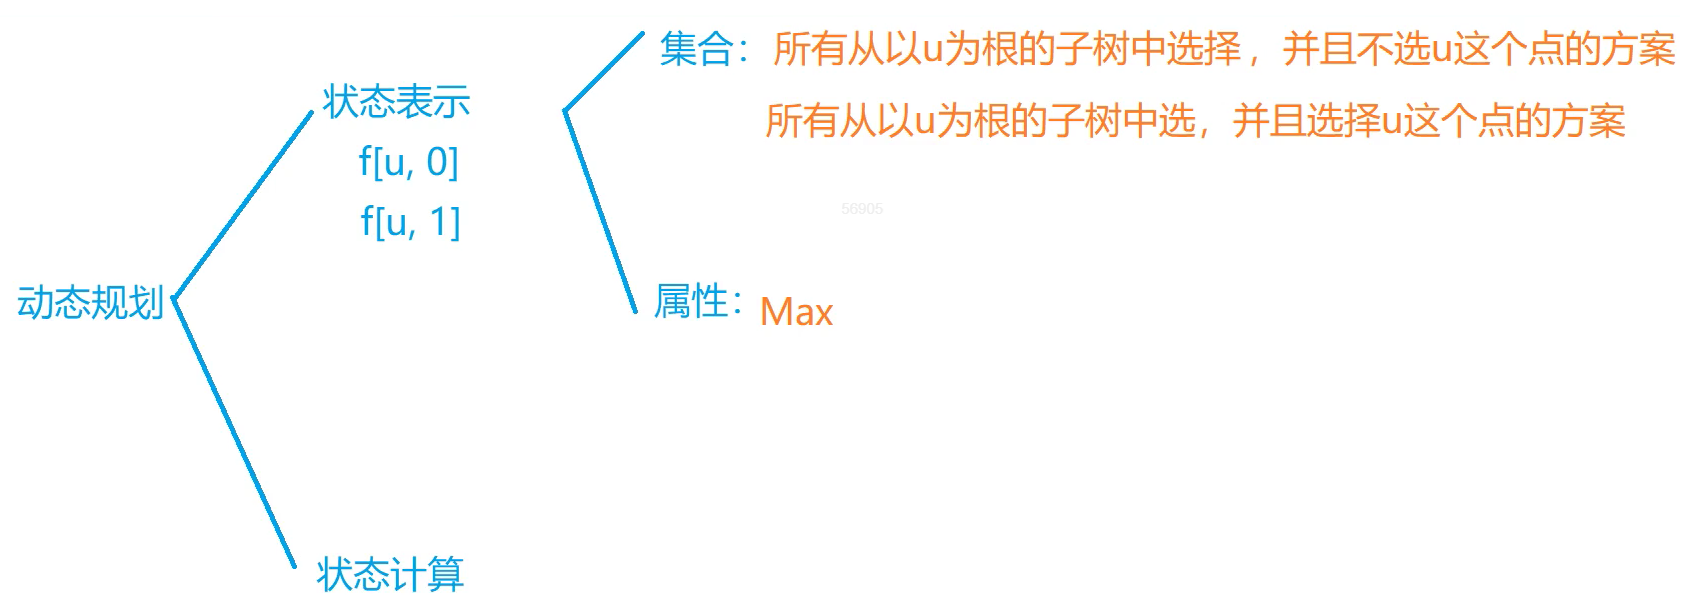 集合：所有从以u为根的子树中选择，并且不选u这个点的方案
状态表示
所有从以u为根的子树中选，并且选择u这个点的方案
f[u, 0]
f[u, 1]
56905
动态规划
属性：Max
状态计算